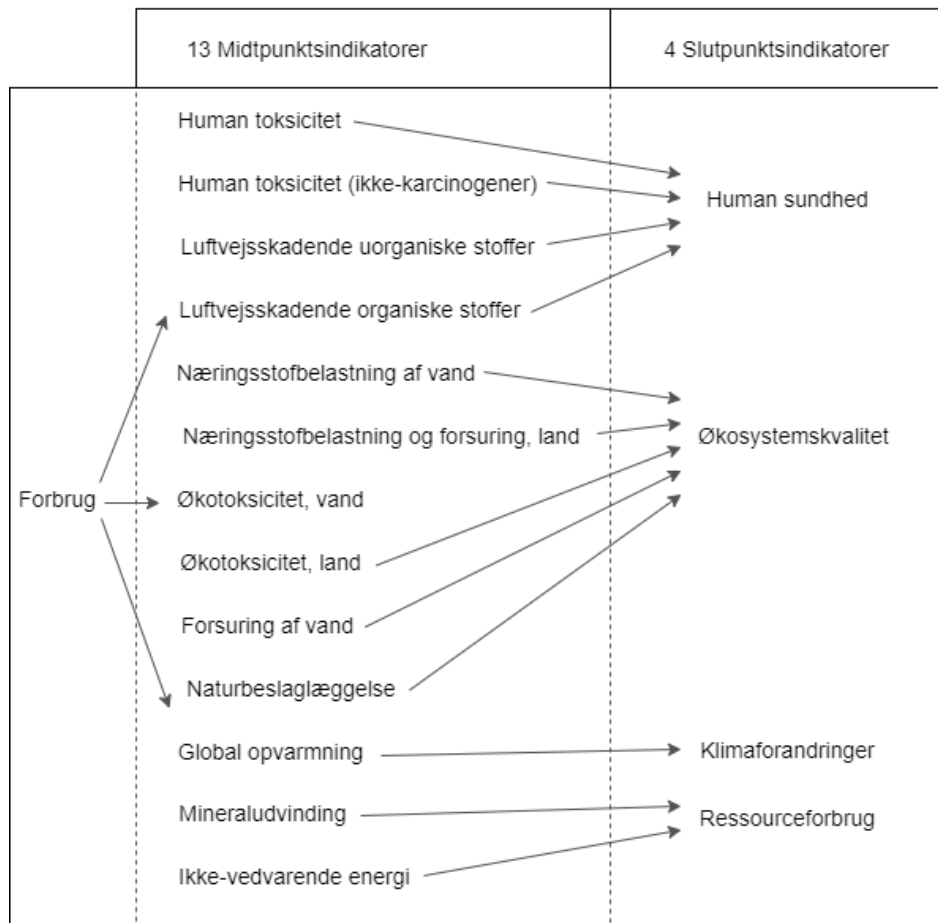 13 Midtpunktsindikatorer
4 Slutpunktsindikatorer
Human toksicitet
Human toksicitet (ikke-karcinogener)
Human sundhed
Luftvejsskadende uorganiske stoffer
Luftvejsskadende organiske stoffer
Næringsstofbelastning af vand
Næringsstofbelastning og forsuring, land
Økosystemskvalitet
Forbrug
Økotoksicitet, vand
Økotoksicitet, land
Forsuring af vand
Naturbeslaglæggelse
Global opvarmning
Klimaforandringer
Mineraludvinding
Ressourceforbrug
Ikke-vedvarende energi